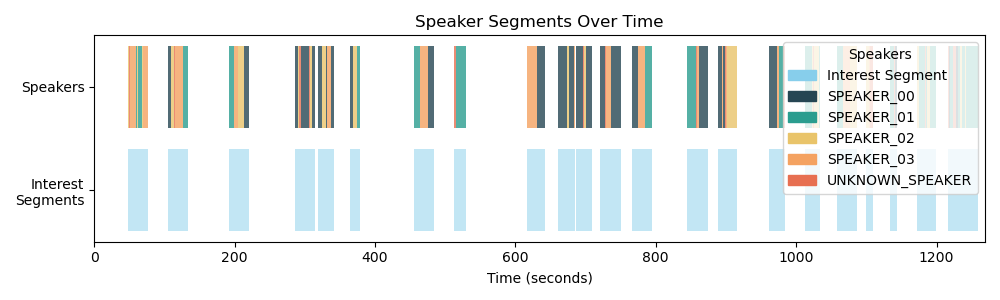 Speaker Segments Over Time
Speakers
Interest
Segments
Speakers
Interest Segment
SPEAKER_00
SPEAKER_01
SPEAKER_02
SPEAKER_03
UNKNOWN_SPEAKER
0 200 400 600 800 1000 1200
Time (seconds)